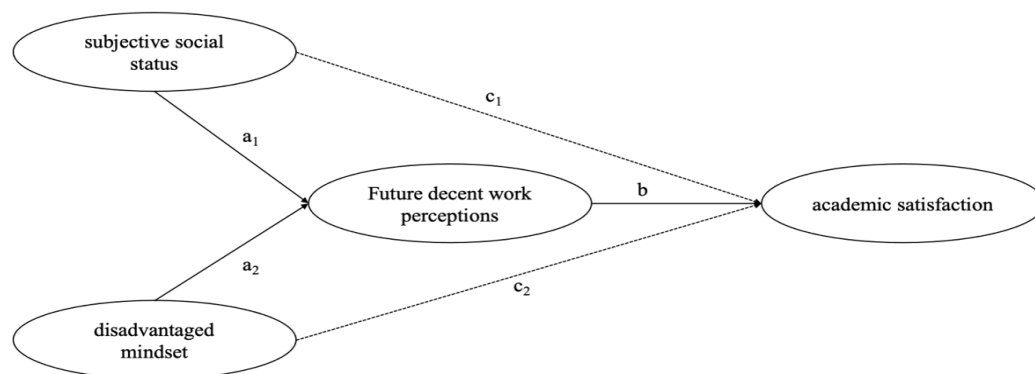 subjective social
status
c₁
a₁
Future decent work
perceptions
b
academic satisfaction
a₂
c₂
disadvantaged
mindset